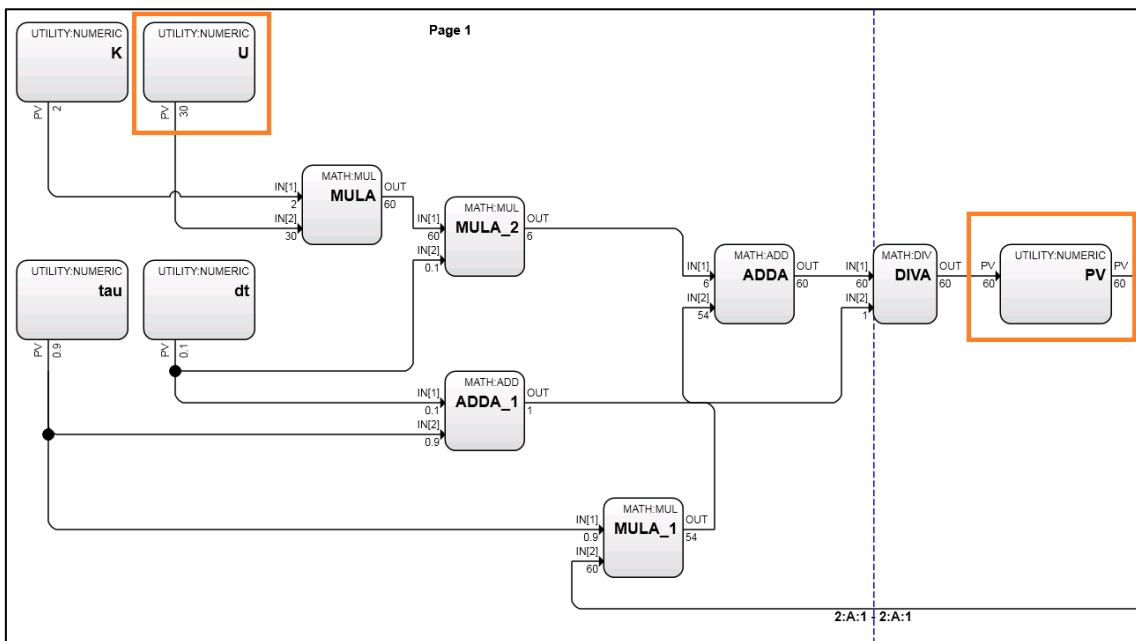 Page 1
UTILITY:NUMERIC
K
PV
2
UTILITY:NUMERIC
U
PV
30
MATH:MUL
MULA
IN[1]
2
IN[2]
30
OUT
60
MATH:MUL
MULA_2
IN[1]
60
IN[2]
0.1
OUT
6
UTILITY:NUMERIC
tau
PV
0.9
UTILITY:NUMERIC
dt
PV
0.1
MATH:ADD
ADDA
IN[1]
6
IN[2]
54
OUT
60
MATH:DIV
DIVA
IN[1]
60
IN[2]
1
OUT
60
UTILITY:NUMERIC
PV
PV
60
PV
60
MATH:ADD
ADDA_1
IN[1]
0.1
IN[2]
0.9
OUT
1
MATH:MUL
MULA_1
IN[1]
0.9
IN[2]
60
OUT
54
2:A:1 - 2:A:1